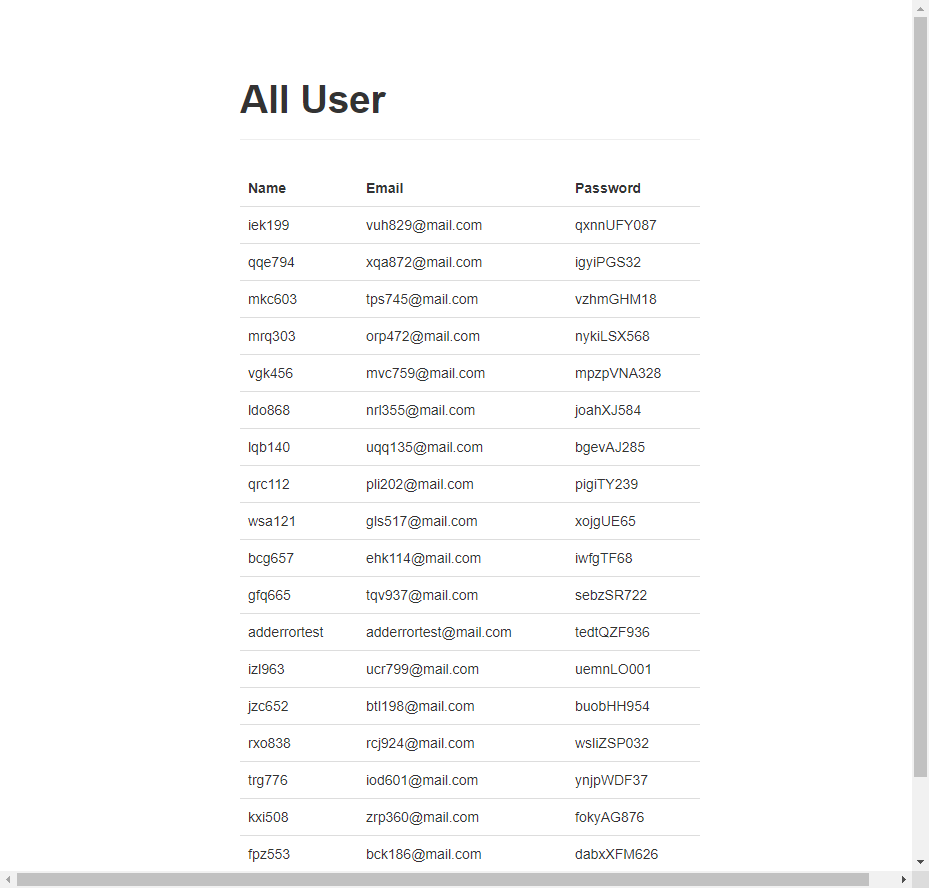 All User
Name Email Password
iek199 vuh829@mail.com qxnnUFY087
qqe794 xqa872@mail.com igyiPGS32
mkc603 tps745@mail.com vzhmGHM18
mrq303 orp472@mail.com nykiLSX568
vgk456 mvc759@mail.com mpzpVNA328
ldo868 nrl355@mail.com joahXJ584
lqb140 uqq135@mail.com bgevAJ285
qrc112 pli202@mail.com pigiTY239
wsa121 gls517@mail.com xojgUE65
bcg657 ehk114@mail.com iwfgTF68
gfq665 tqv937@mail.com sebzSR722
adderrortest adderrortest@mail.com tedtQZF936
izl963 ucr799@mail.com uemnLO001
jzc652 btl198@mail.com buobHH954
rxo838 rcj924@mail.com wsliZSP032
trg776 iod601@mail.com ynjpWDF37
kxi508 zrp360@mail.com fokyAG876
fpz553 bck186@mail.com dabxXFM626